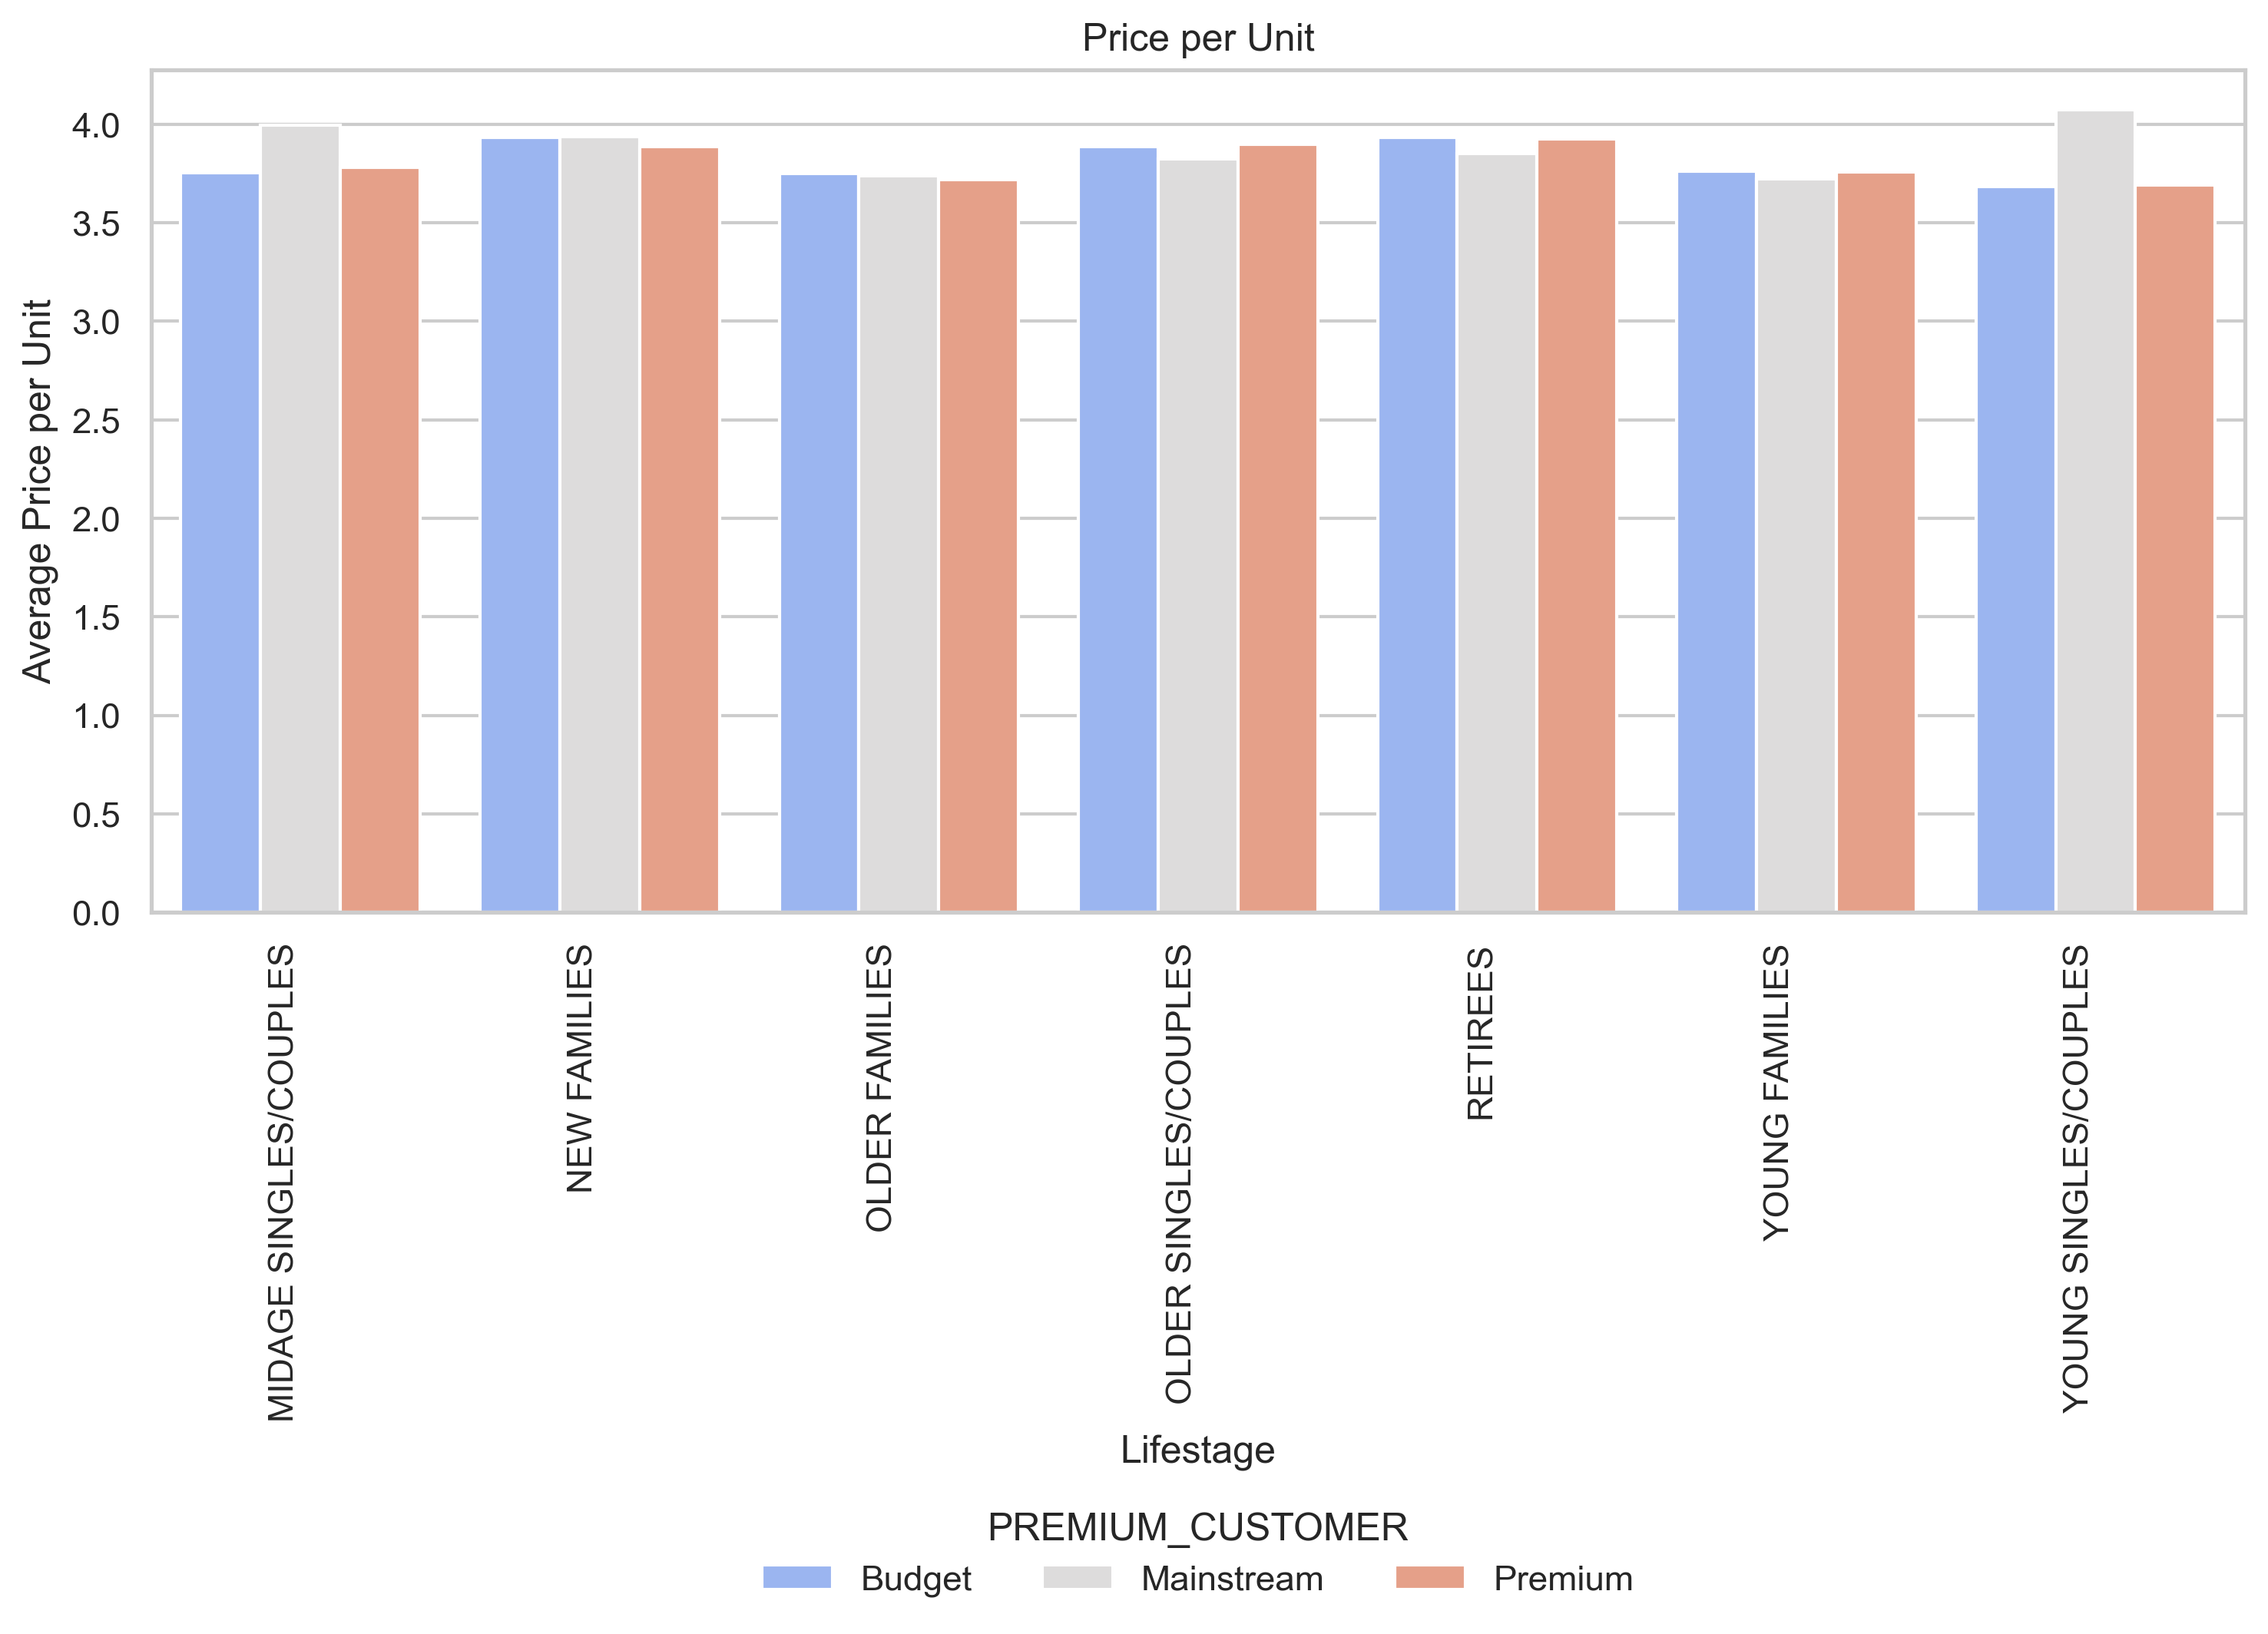 Price per Unit
Average Price per Unit
4.0
3.5
3.0
2.5
2.0
1.5
1.0
0.5
0.0
MIDAGE SINGLES/COUPLES
NEW FAMILIES
OLDER FAMILIES
OLDER SINGLES/COUPLES
RETIREES
YOUNG FAMILIES
YOUNG SINGLES/COUPLES
Lifestage
PREMIUM_CUSTOMER
Budget Mainstream Premium